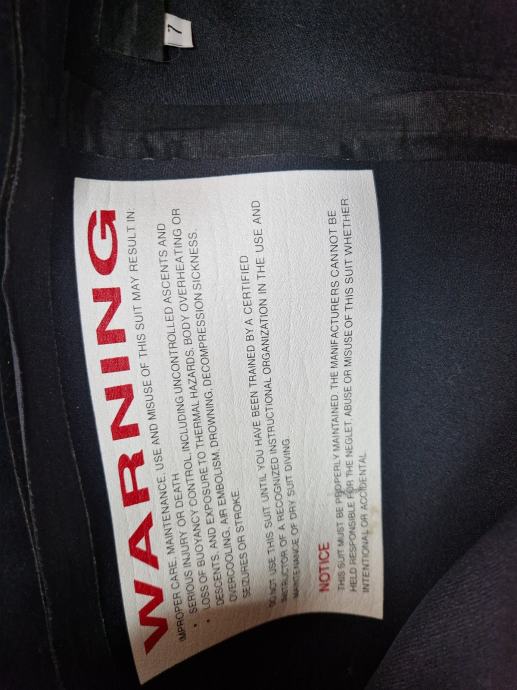 7
WARNING
IMPROPER CARE, MAINTENANCE, USE AND MISUSE OF THIS SUIT MAY RESULT IN:
• SERIOUS INJURY OR DEATH
• LOSS OF BUOYANCY CONTROL, INCLUDING UNCONTROLLED ASCENTS AND
DESCENTS, AND EXPOSURE TO THERMAL HAZARDS, BODY OVERHEATING OR
OVERCOOLING, AIR EMBOLISM, DROWNING, DECOMPRESSION SICKNESS,
SEIZURES OR STROKE
DO NOT USE THIS SUIT UNTIL YOU HAVE BEEN TRAINED BY A CERTIFIED
INSTRUCTOR OF A RECOGNIZED INSTRUCTIONAL ORGANIZATION IN THE USE AND
MAINTENANCE OF DRY SUIT DIVING.
NOTICE
THIS SUIT MUST BE PROPERLY MAINTAINED. THE MANIFACTURERS CANNOT BE
HELD RESPONSIBLE FOR THE NEGLET, ABUSE OR MISUSE OF THIS SUIT WHETHER
INTENTIONAL OR ACCIDENTAL